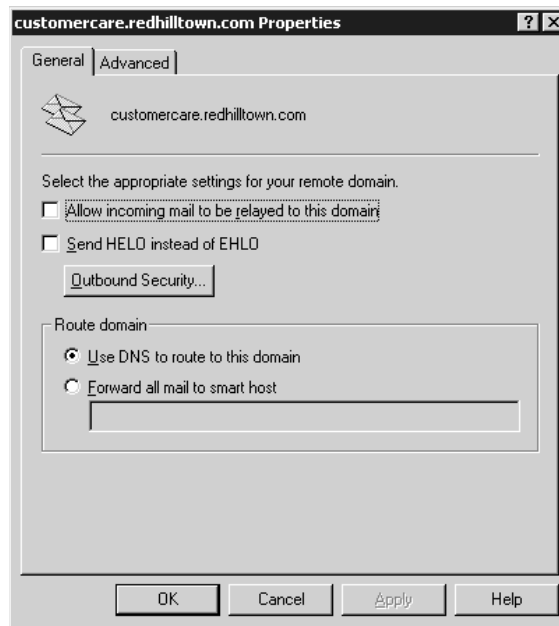 customercare.redhilltown.com Properties
General
Advanced
customercare.redhilltown.com
Select the appropriate settings for your remote domain.
Allow incoming mail to be relayed to this domain
Send HELO instead of EHLO
Outbound Security...
Route domain
Use DNS to route to this domain
Forward all mail to smart host
OK
Cancel
Apply
Help